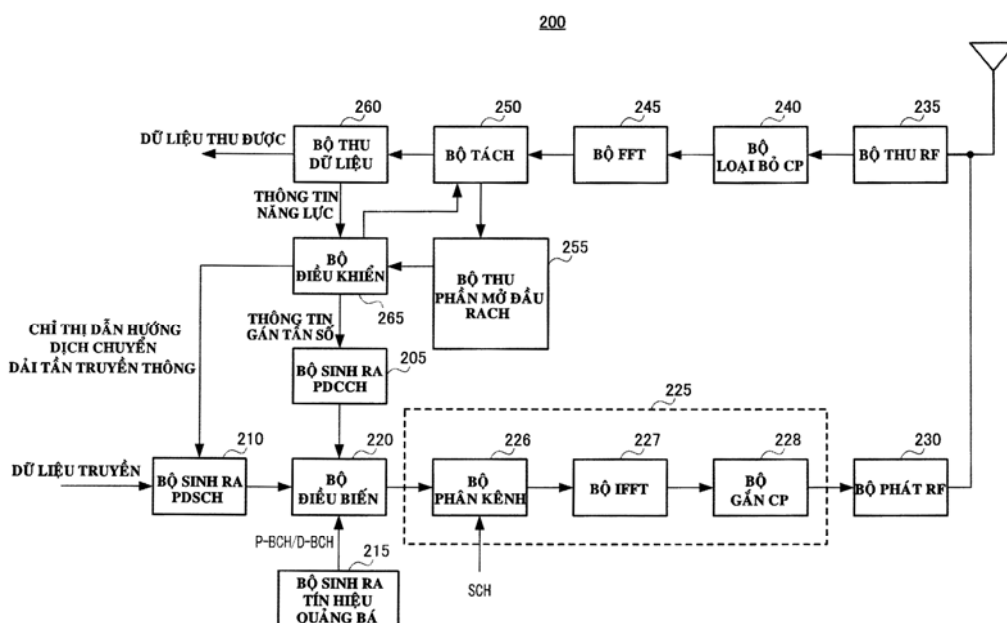 200
260
250
245
240
235
DỮ LIỆU THU ĐƯỢC
BỘ THU
DỮ LIỆU
BỘ TÁCH
BỘ FFT
BỘ
LOẠI BỎ CP
BỘ THU RF
THÔNG TIN
NĂNG LỰC
BỘ
ĐIỀU KHIỂN
265
BỘ THU
PHẦN MỞ ĐẦU
RACH
255
THÔNG TIN
GÁN TẦN SỐ
CHỈ THỊ DẪN HƯỚNG
DỊCH CHUYỂN
DẢI TẦN TRUYỀN THÔNG
BỘ SINH RA
PDCCH
205
225
210
220
226
227
228
230
DỮ LIỆU TRUYỀN
BỘ SINH RA
PDSCH
BỘ
ĐIỀU BIẾN
BỘ
PHÂN KÊNH
BỘ IFFT
BỘ
GẮN CP
BỘ PHÁT RF
P-BCH/D-BCH
215
SCH
BỘ SINH RA
TÍN HIỆU
QUẢNG BÁ